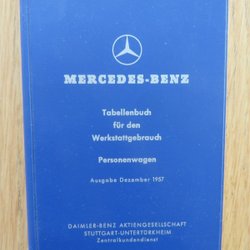 MERCEDES-BENZ
Tabellenbuch
für den
Werkstattgebrauch
Personenwagen
Ausgabe Dezember 1957
DAIMLER-BENZ AKTIENGESELLSCHAFT
STUTTGART-UNTERTÜRKHEIM
Zentralkundendienst